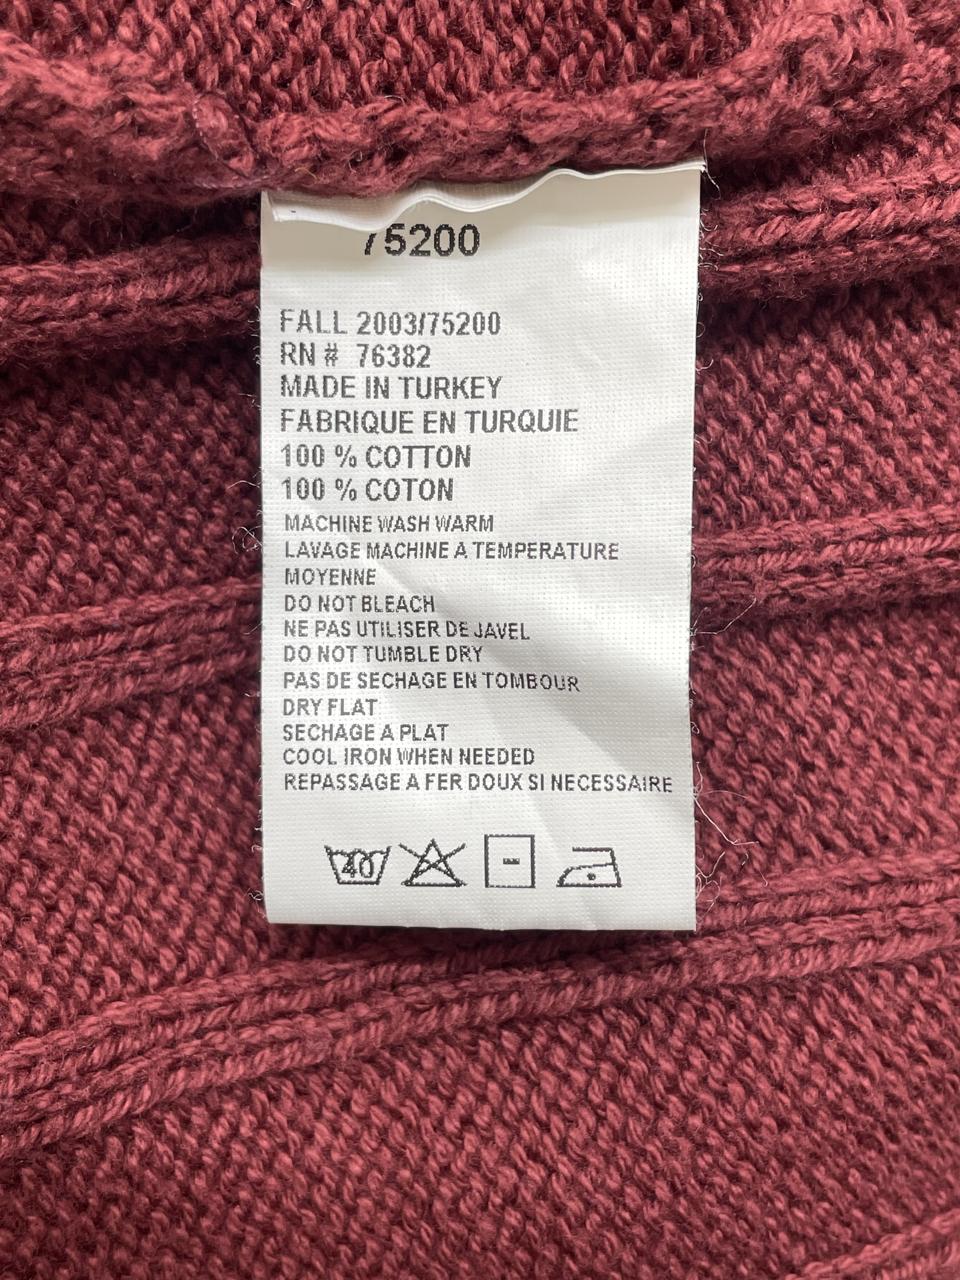 75200
FALL 2003/75200
RN # 76382
MADE IN TURKEY
FABRIQUE EN TURQUIE
100 % COTTON
100 % COTON
MACHINE WASH WARM
LAVAGE MACHINE A TEMPERATURE
MOYENNE
DO NOT BLEACH
NE PAS UTILISER DE JAVEL
DO NOT TUMBLE DRY
PAS DE SECHAGE EN TOMBOUR
DRY FLAT
SECHAGE A PLAT
COOL IRON WHEN NEEDED
REPASSAGE A FER DOUX SI NECESSAIRE
40